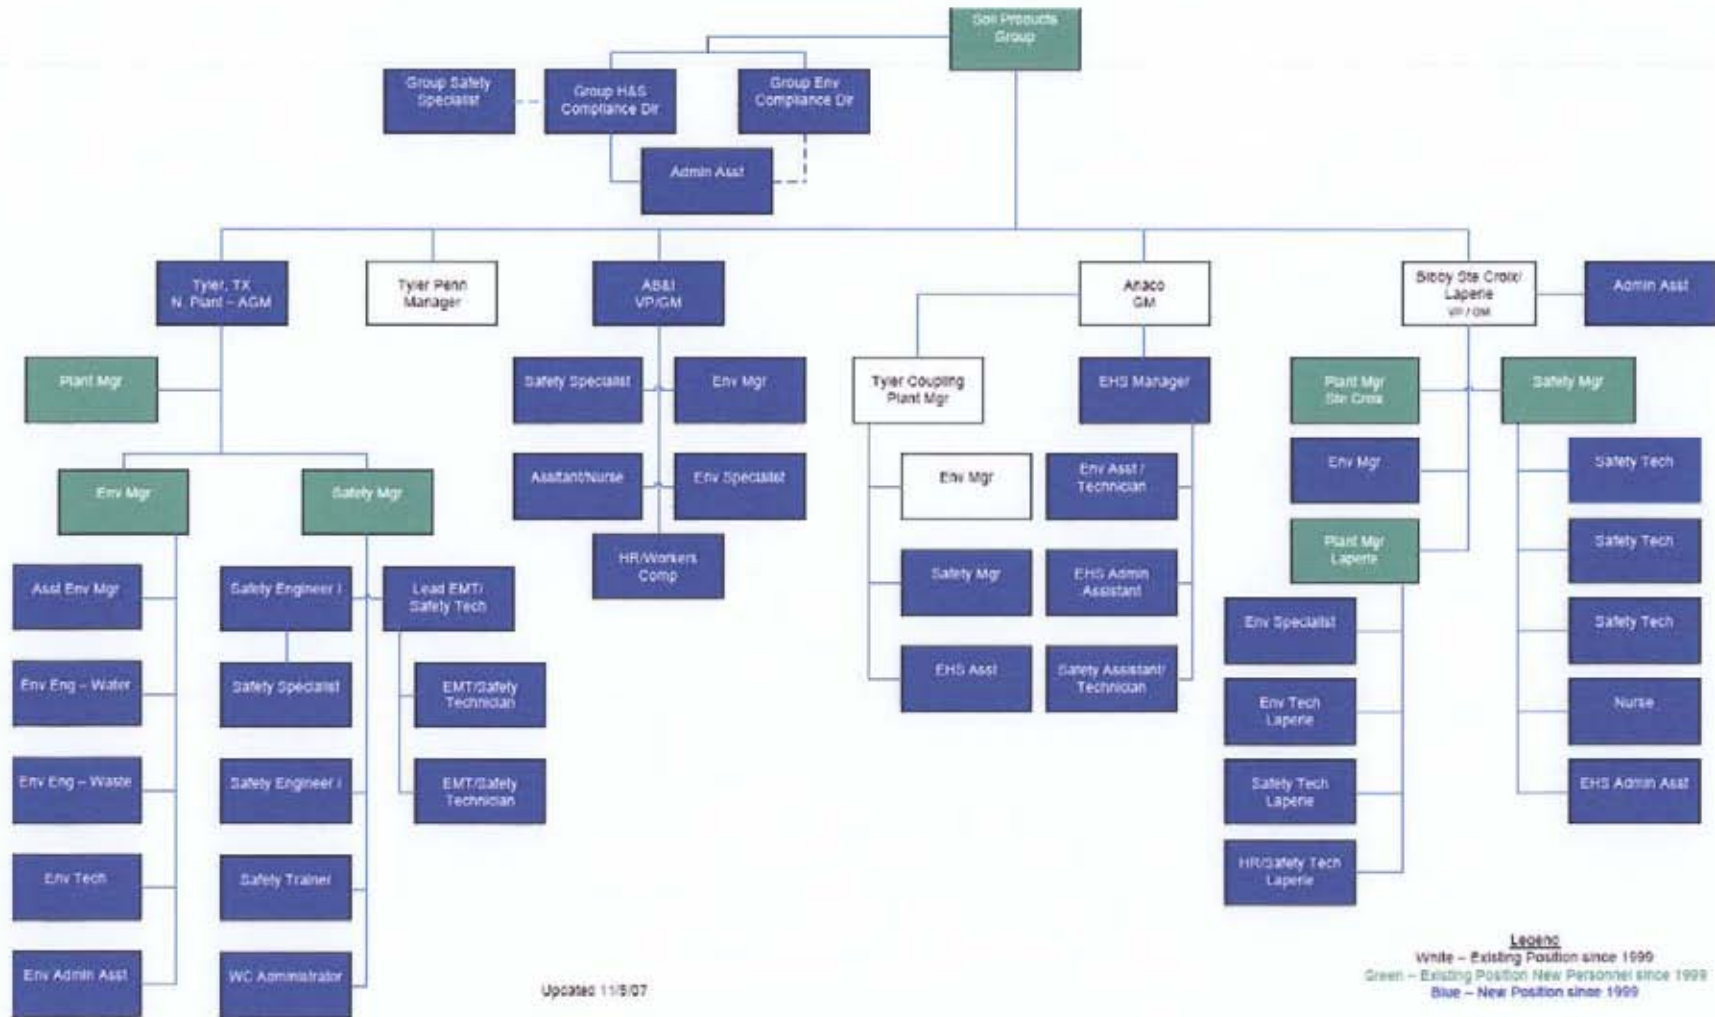 Soil Products
Group
Group Safety
Specialist
Group H&S
Compliance Dir
Group Env
Compliance Dir
Admin Asst
Tyler, TX
N. Plant – AGM
Tyler Penn
Manager
AB&I
VP/GM
Anaco
GM
Bibby Ste Croix/
Laperle
VP / GM
Admin Asst
Plant Mgr
Safety Specialist
Env Mgr
Tyler Coupling
Plant Mgr
EHS Manager
Plant Mgr
Ste Croix
Safety Mgr
Env Mgr
Safety Mgr
Assitant/Nurse
Env Specialist
Env Mgr
Env Asst /
Technician
Env Mgr
Safety Tech
HR/Workers
Comp
Plant Mgr
Laperle
Safety Tech
Asst Env Mgr
Safety Engineer I
Lead EMT/
Safety Tech
Safety Mgr
EHS Admin
Assistant
Env Specialist
Safety Tech
Env Eng – Water
Safety Specialist
EMT/Safety
Technician
EHS Asst
Safety Assistant/
Technician
Env Tech
Laperle
Nurse
Env Eng – Waste
Safety Engineer I
EMT/Safety
Technician
Safety Tech
Laperle
EHS Admin Asst
Env Tech
Safety Trainer
HR/Safety Tech
Laperle
Env Admin Asst
WC Administrator
Updated 11/5/07
Legend
White – Existing Position since 1999
Green – Existing Position New Personnel since 1999
Blue – New Position since 1999